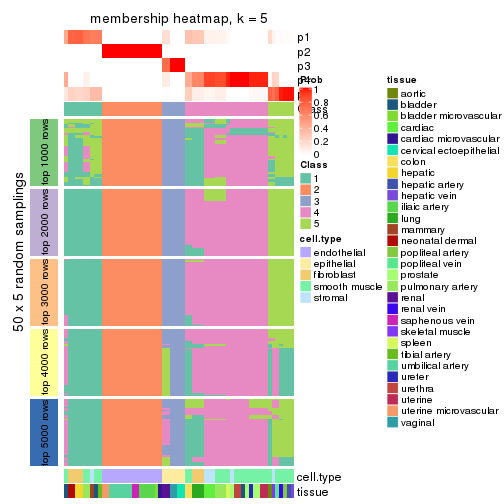 membership heatmap, k = 5
p1
p2
p3
Prob
1
0.8
0.6
0.4
0.2
0
Class
1
2
3
4
5
cell.type
endothelial
epithelial
fibroblast
smooth muscle
stromal
tissue
aortic
bladder
bladder microvascular
cardiac
cardiac microvascular
cervical ectoepithelial
colon
hepatic
hepatic artery
hepatic vein
iliaic artery
lung
mammary
neonatal dermal
popliteal artery
popliteal vein
prostate
pulmonary artery
renal
renal vein
saphenous vein
skeletal muscle
spleen
tibial artery
umbilical artery
ureter
urethra
uterine
uterine microvascular
vaginal
50 x 5 random samplings
top 1000 rows
top 2000 rows
top 3000 rows
top 4000 rows
top 5000 rows
cell.type
tissue